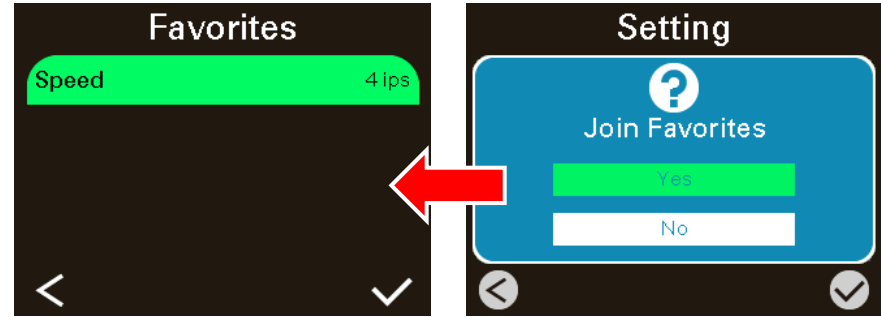 Favorites
Speed 4 ips
Setting
?
Join Favorites
Yes
No